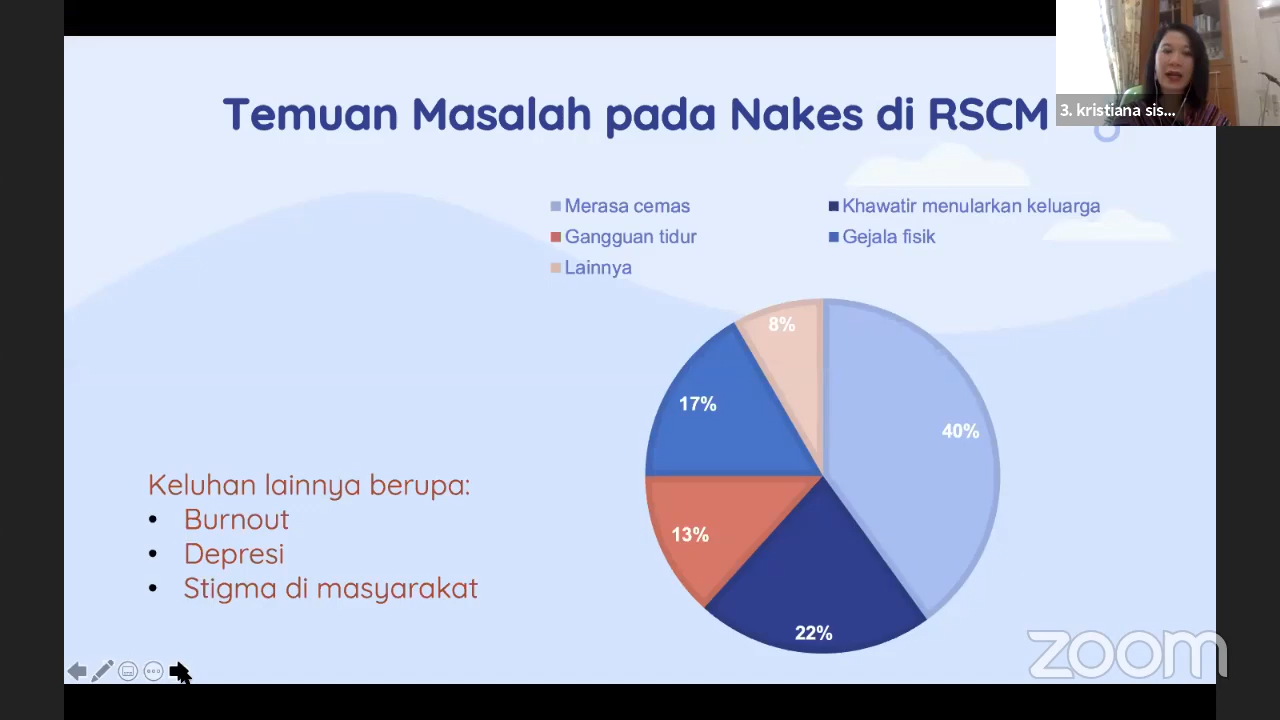 3. kristiana sis...
Temuan Masalah pada Nakes di RSCM
Merasa cemas
Khawatir menularkan keluarga
Gangguan tidur
Gejala fisik
Lainnya
8%
17%
40%
13%
22%
Keluhan lainnya berupa:
• Burnout
• Depresi
• Stigma di masyarakat
zoom